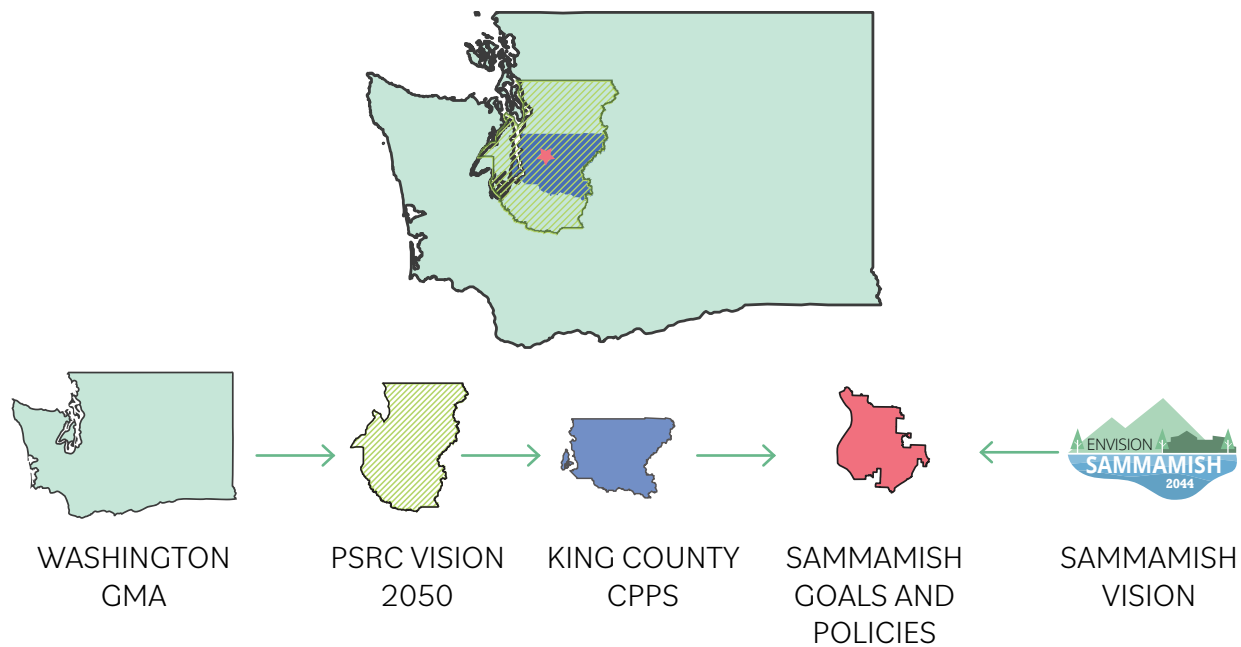 ENVISION
SAMMAMISH
2044
WASHINGTON
GMA
PSRC VISION
2050
KING COUNTY
CPPS
SAMMAMISH
GOALS AND
POLICIES
SAMMAMISH
VISION